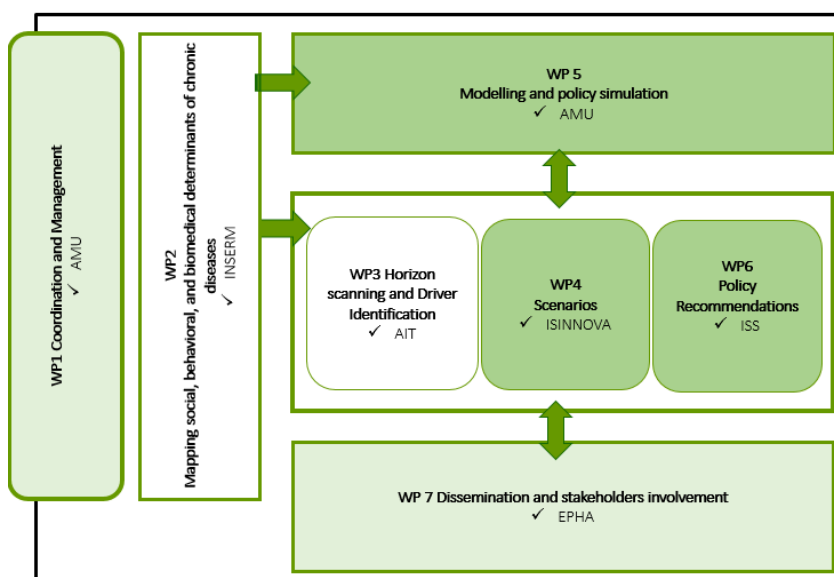 WP1 Coordination and Management
✓ AMU
WP2
Mapping social, behavioral, and biomedical determinants of chronic
diseases
✓ INSERM
WP 5
Modelling and policy simulation
✓ AMU
WP3 Horizon
scanning and Driver
Identification
✓ AIT
WP4
Scenarios
✓ ISINNOVA
WP6
Policy
Recommendations
✓ ISS
WP 7 Dissemination and stakeholders involvement
✓ EPHA